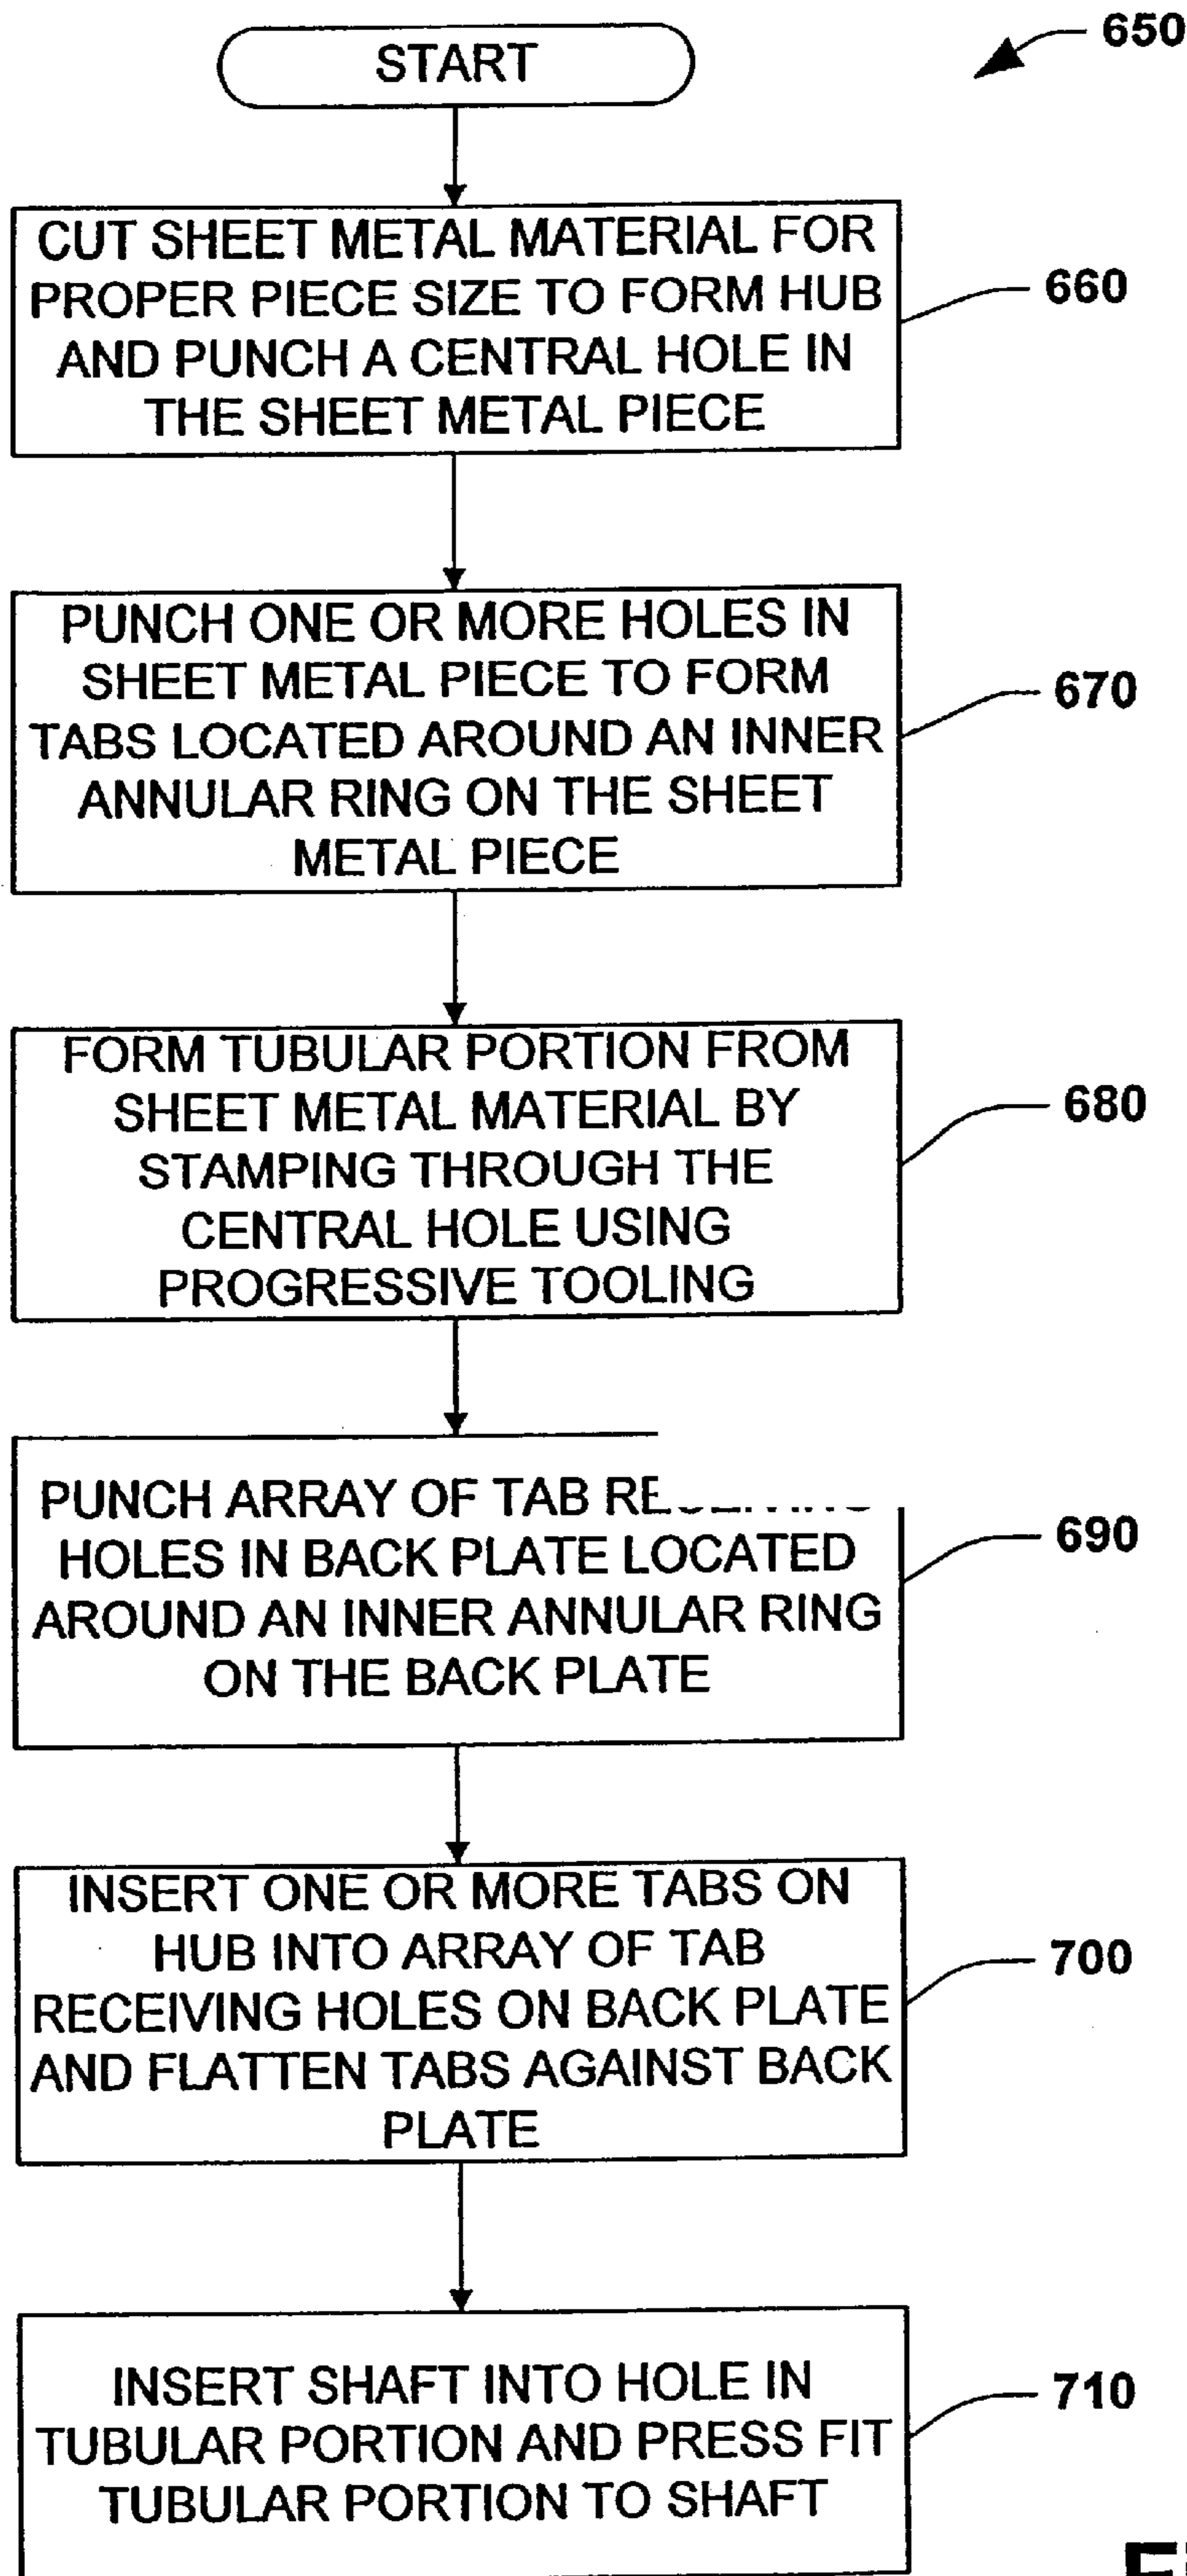 START
650
CUT SHEET METAL MATERIAL FOR
PROPER PIECE SIZE TO FORM HUB
AND PUNCH A CENTRAL HOLE IN
THE SHEET METAL PIECE
660
PUNCH ONE OR MORE HOLES IN
SHEET METAL PIECE TO FORM
TABS LOCATED AROUND AN INNER
ANNULAR RING ON THE SHEET
METAL PIECE
670
FORM TUBULAR PORTION FROM
SHEET METAL MATERIAL BY
STAMPING THROUGH THE
CENTRAL HOLE USING
PROGRESSIVE TOOLING
680
PUNCH ARRAY OF TAB
HOLES IN BACK PLATE LOCATED
AROUND AN INNER ANNULAR RING
ON THE BACK PLATE
690
INSERT ONE OR MORE TABS ON
HUB INTO ARRAY OF TAB
RECEIVING HOLES ON BACK PLATE
AND FLATTEN TABS AGAINST BACK
PLATE
700
INSERT SHAFT INTO HOLE IN
TUBULAR PORTION AND PRESS FIT
TUBULAR PORTION TO SHAFT
710